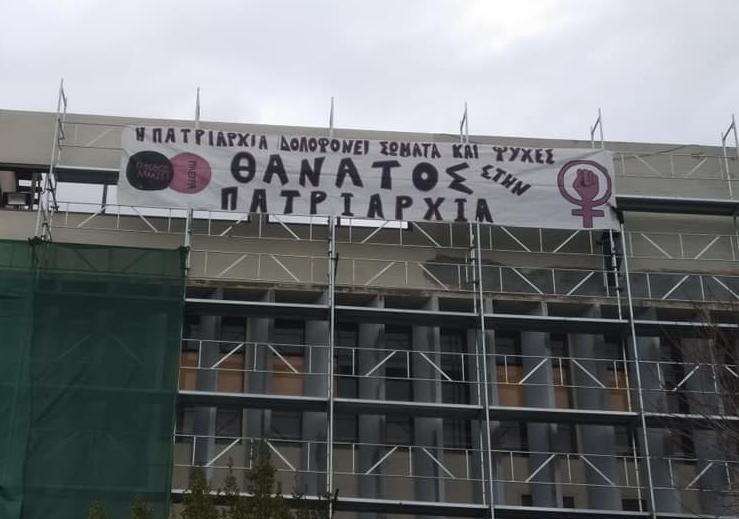 Η ΠΑΤΡΙΑΡΧΙΑ ΔΟΛΟΦΟΝΕΙ ΣΩΜΑΤΑ ΚΑΙ ΨΥΧΕΣ
ΘΑΝΑΤΟΣ ΣΤΗΝ
ΠΑΤΡΙΑΡΧΙΑ